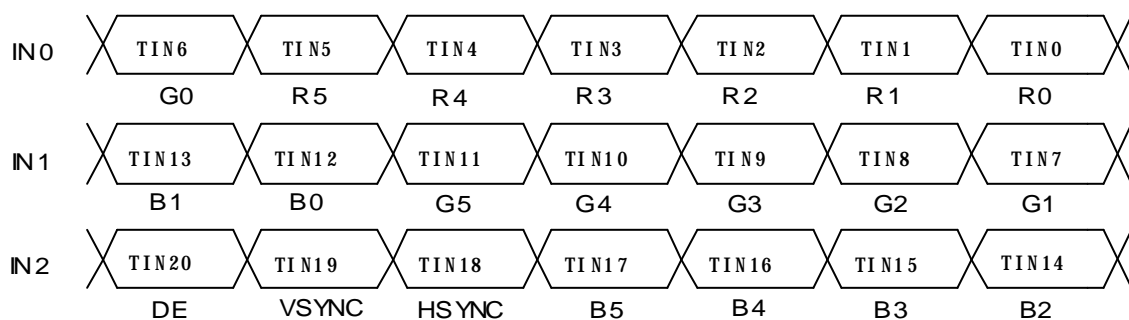 IN0 TIN6 TIN5 TIN4 TIN3 TIN2 TIN1 TIN0
G0 R5 R4 R3 R2 R1 R0
IN1 TIN13 TIN12 TIN11 TIN10 TIN9 TIN8 TIN7
B1 B0 G5 G4 G3 G2 G1
IN2 TIN20 TIN19 TIN18 TIN17 TIN16 TIN15 TIN14
DE VSYNC HSYNC B5 B4 B3 B2